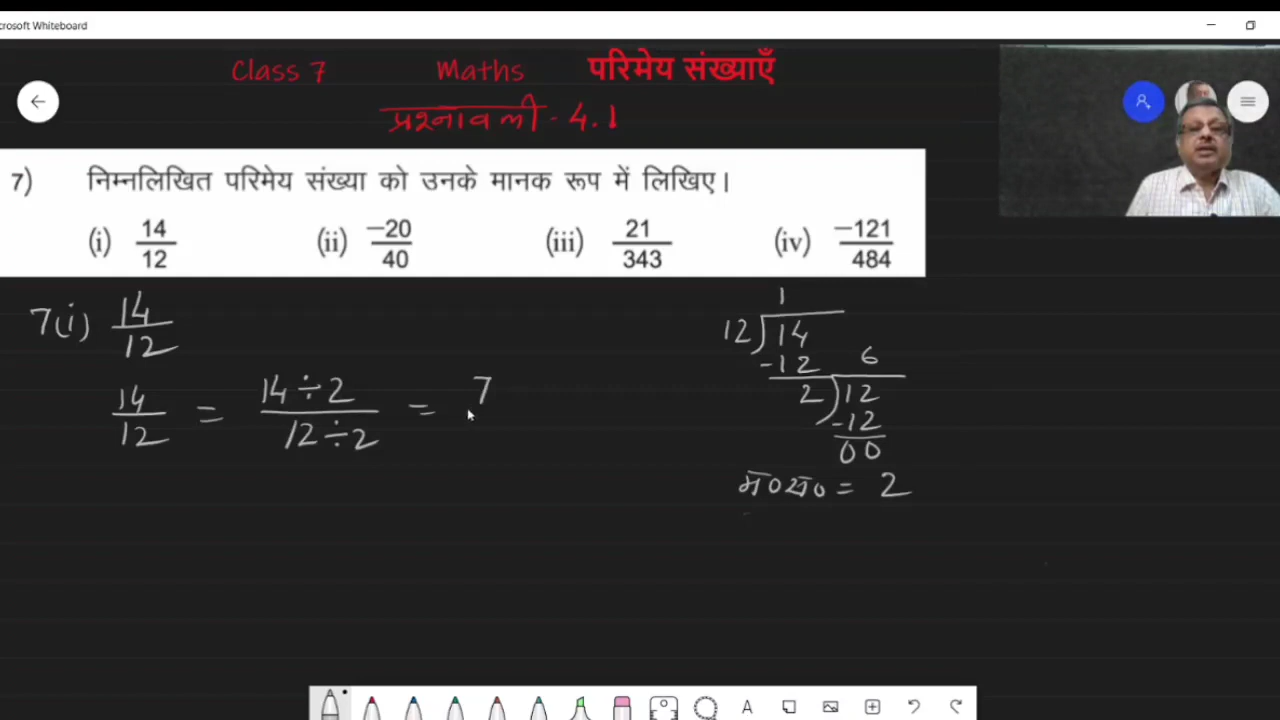 crosoft Whiteboard
Class 7 Maths परिमेय संख्याएँ
प्रश्नावली - 4.1
7) निम्नलिखित परिमेय संख्या को उनके मानक रूप में लिखिए।
(i) 14/12 (ii) −20/40 (iii) 21/343 (iv) −121/484
7(i) 14/12
14/12 = 14÷2/12÷2 = 7
1
12 14
-12 6
2 12
-12
00
म०स० = 2
A